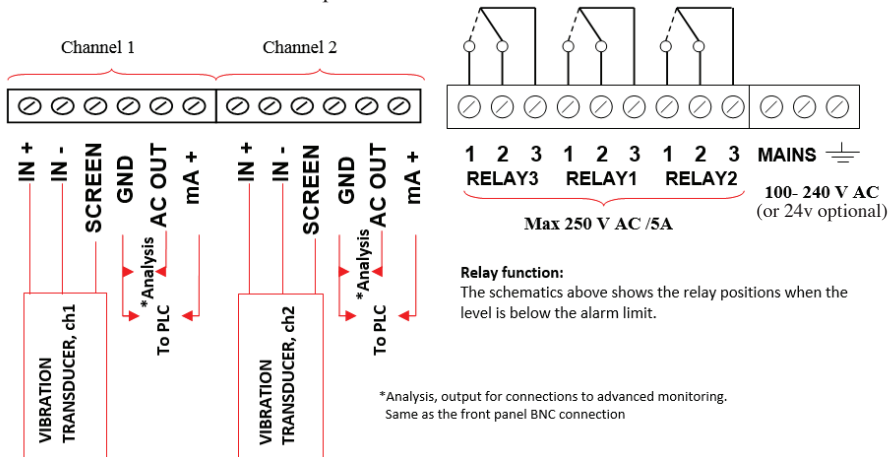 Channel 1
Channel 2
IN +
IN -
SCREEN
GND
AC OUT
mA +
IN +
IN -
SCREEN
GND
AC OUT
mA +
*Analysis
To PLC
*Analysis
To PLC
VIBRATION
TRANSDUCER, ch1
VIBRATION
TRANSDUCER, ch2
1 2 3 1 2 3 1 2 3 MAINS
RELAY3 RELAY1 RELAY2
100- 240 V AC
(or 24v optional)
Max 250 V AC /5A
Relay function:
The schematics above shows the relay positions when the
level is below the alarm limit.
*Analysis, output for connections to advanced monitoring.
Same as the front panel BNC connection